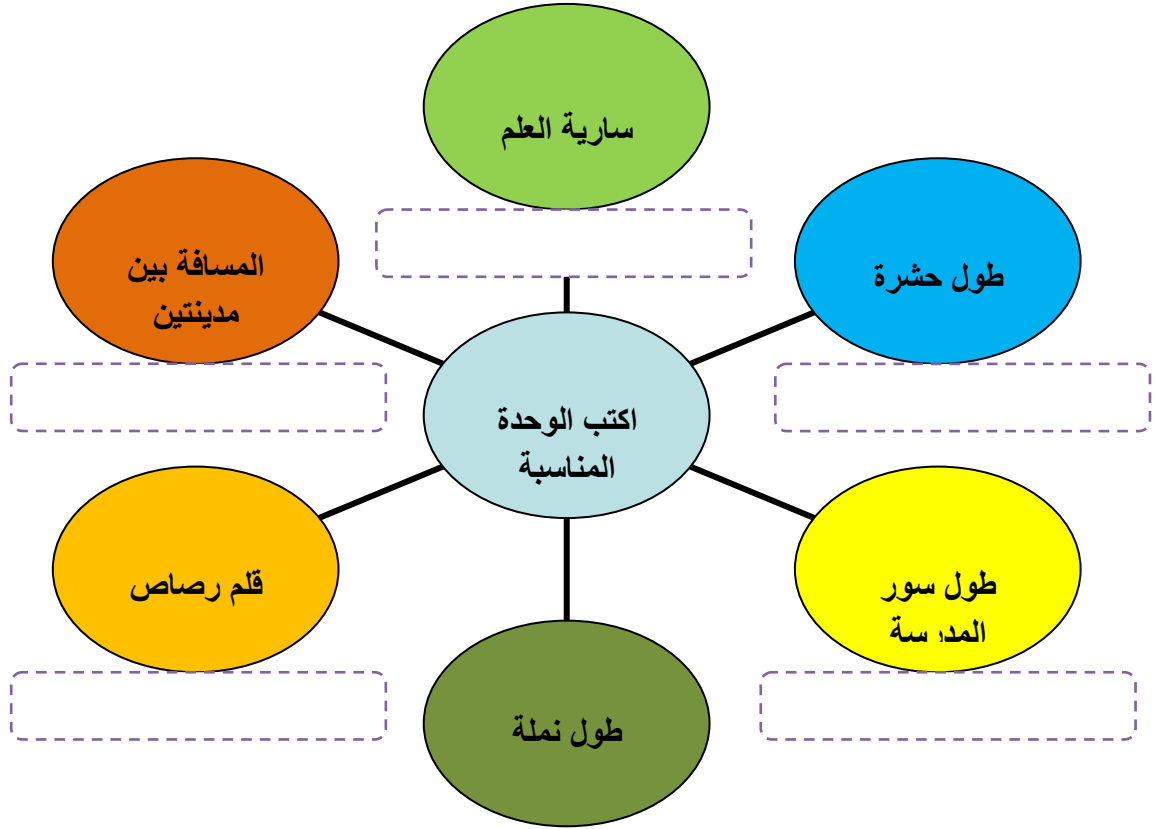 سارية العلم
طول حشرة
المسافة بين
مدينتين
اكتب الوحدة
المناسبة
طول سور
المدرسة
قلم رصاص
طول نملة